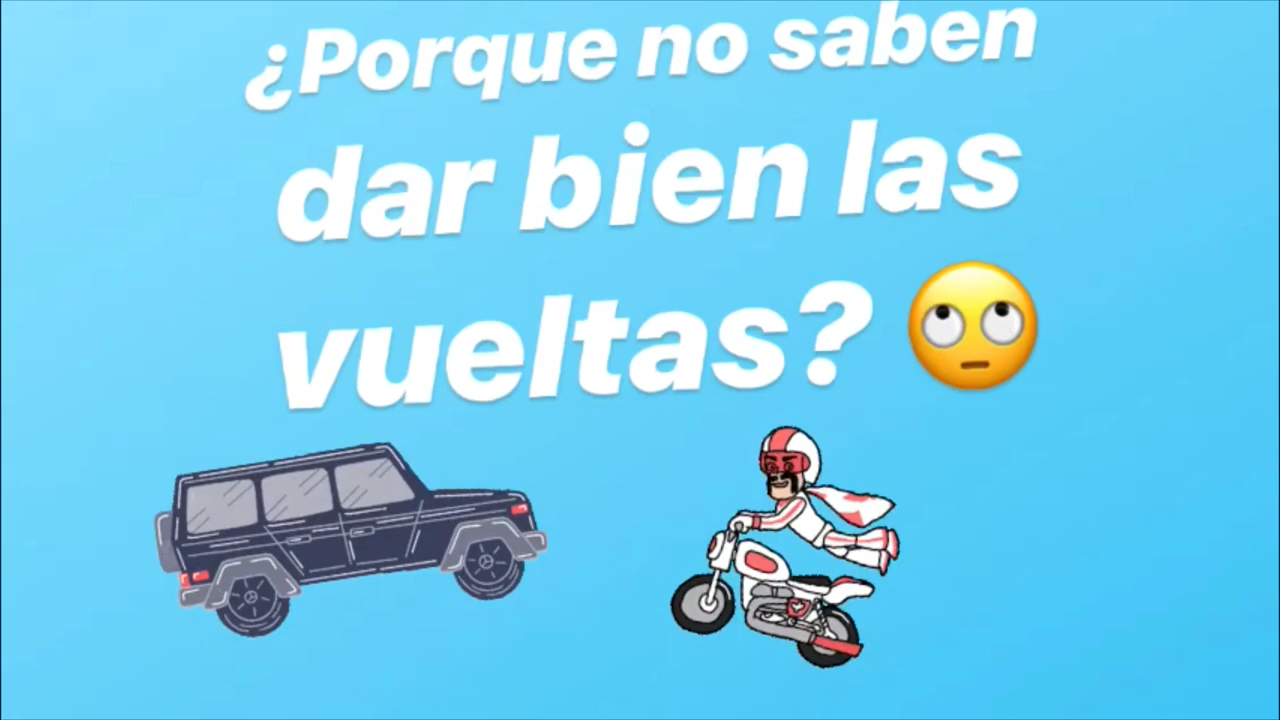 ¿Porque no saben
dar bien las
vueltas? 🙄